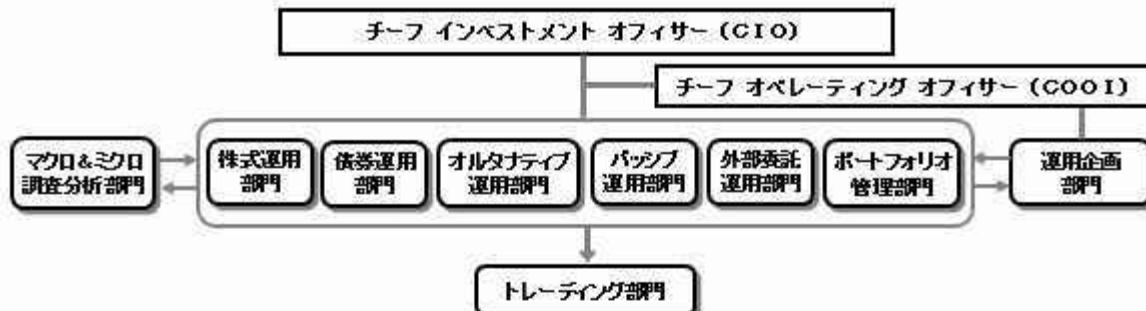 チーフ インベストメント オフィサー(CIO)
チーフ オペレーティング オフィサー(COOI)
マクロ&ミクロ
調査分析部門
株式運用
部門
債券運用
部門
オルタナティブ
運用部門
パッシブ
運用部門
外部委託
運用部門
ポートフォリオ
管理部門
運用企画
部門
トレーディング部門